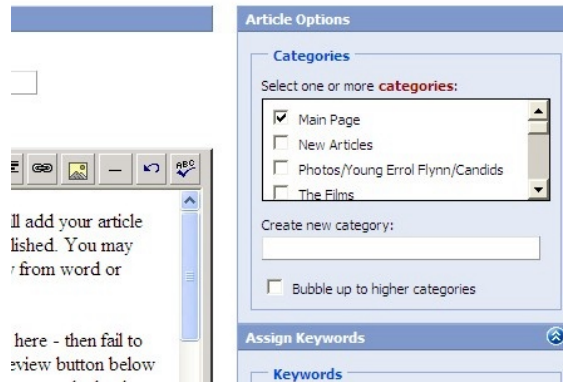 Article Options
Categories
Select one or more categories:
Main Page
New Articles
Photos/Young Errol Flynn/Candids
The Films
Create new category:
Bubble up to higher categories
Assign Keywords
Keywords
ABC
ll add your article
lished. You may
from word or
here - then fail to
eview button below